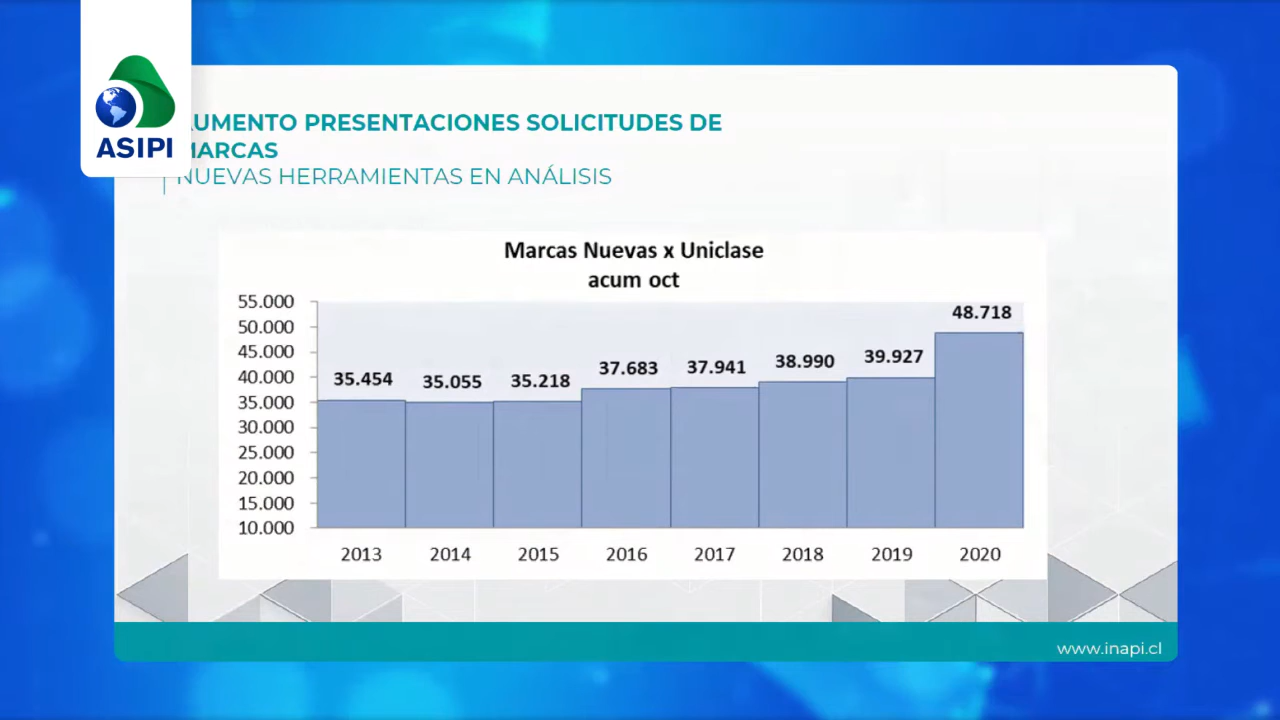 ASIPI
AUMENTO PRESENTACIONES SOLICITUDES DE
MARCAS
NUEVAS HERRAMIENTAS EN ANÁLISIS
Marcas Nuevas x Uniclase
acum oct
55.000
50.000
45.000
40.000
35.000
30.000
25.000
20.000
15.000
10.000
35.454
35.055
35.218
37.683
37.941
38.990
39.927
48.718
2013 2014 2015 2016 2017 2018 2019 2020
www.inapi.cl